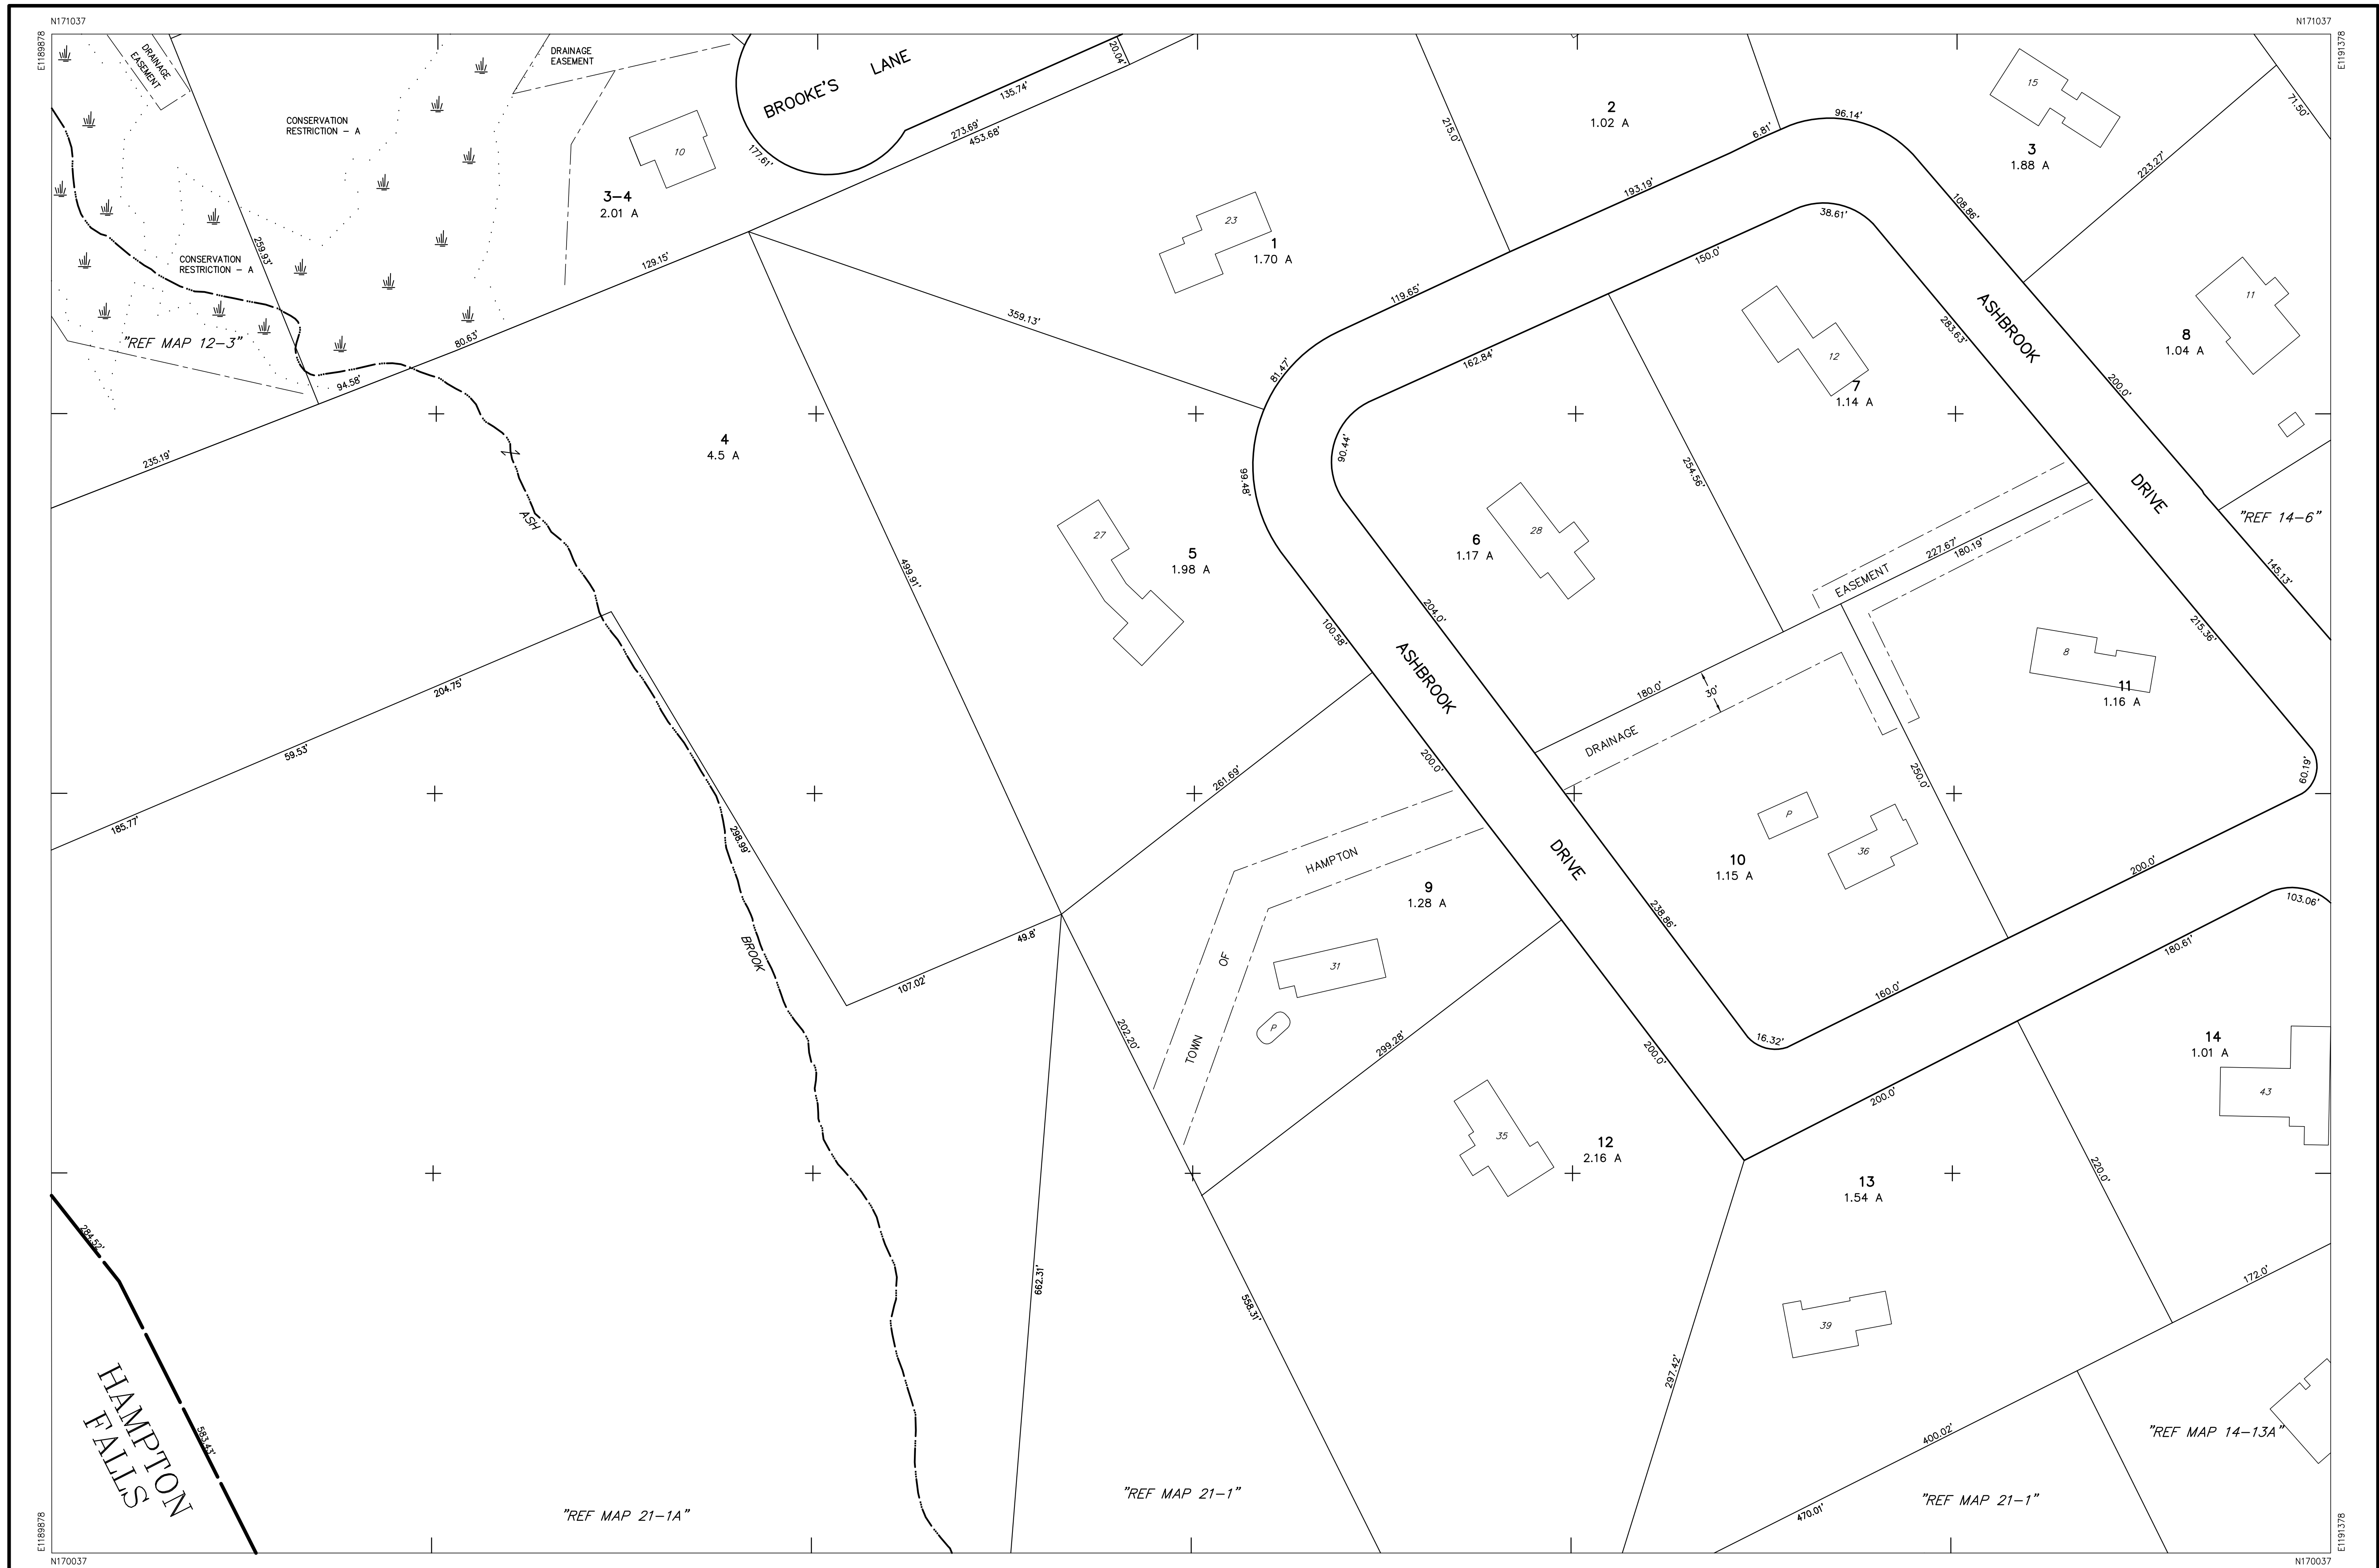 N171037
N171037
E1189878
E1191378
DRAINAGE
EASEMENT
DRAINAGE
EASEMENT
CONSERVATION
RESTRICTION – A
BROOKE'S LANE
20.04'
135.74'
273.69'
453.68'
177.61'
10
3–4
2.01 A
259.93'
CONSERVATION
RESTRICTION – A
129.15'
80.63'
94.58'
"REF MAP 12–3"
235.19'
215.0'
2
1.02 A
6.81'
96.14'
15
3
1.88 A
71.50'
223.27'
193.19'
108.86'
38.61'
150.0'
23
1
1.70 A
119.65'
359.13'
81.47'
162.84'
12
7
1.14 A
283.63'
ASHBROOK
DRIVE
11
8
1.04 A
200.0'
"REF 14–6"
145.13'
4
4.5 A
Z
ASH
BROOK
499.91'
27
5
1.98 A
99.48'
90.44'
254.56'
28
6
1.17 A
204.0'
100.58'
227.67'
180.19'
EASEMENT
215.36'
8
11
1.16 A
60.19'
ASHBROOK
DRIVE
180.0'
30'
DRAINAGE
250.0'
P
36
10
1.15 A
200.0'
204.75'
59.53'
185.77'
298.99'
261.69'
200.0'
HAMPTON
OF
TOWN
9
1.28 A
31
P
238.86'
160.0'
16.32'
180.61'
103.06'
49.8'
107.02'
202.20'
299.28'
200.0'
200.0'
14
1.01 A
43
35
12
2.16 A
13
1.54 A
220.0'
172.0'
39
297.42'
662.31'
558.31'
284.52'
583.43'
HAMPTON
FALLS
400.02'
470.01'
"REF MAP 14–13A"
"REF MAP 21–1"
"REF MAP 21–1"
"REF MAP 21–1A"
E1189878
E1191378
N170037
N170037